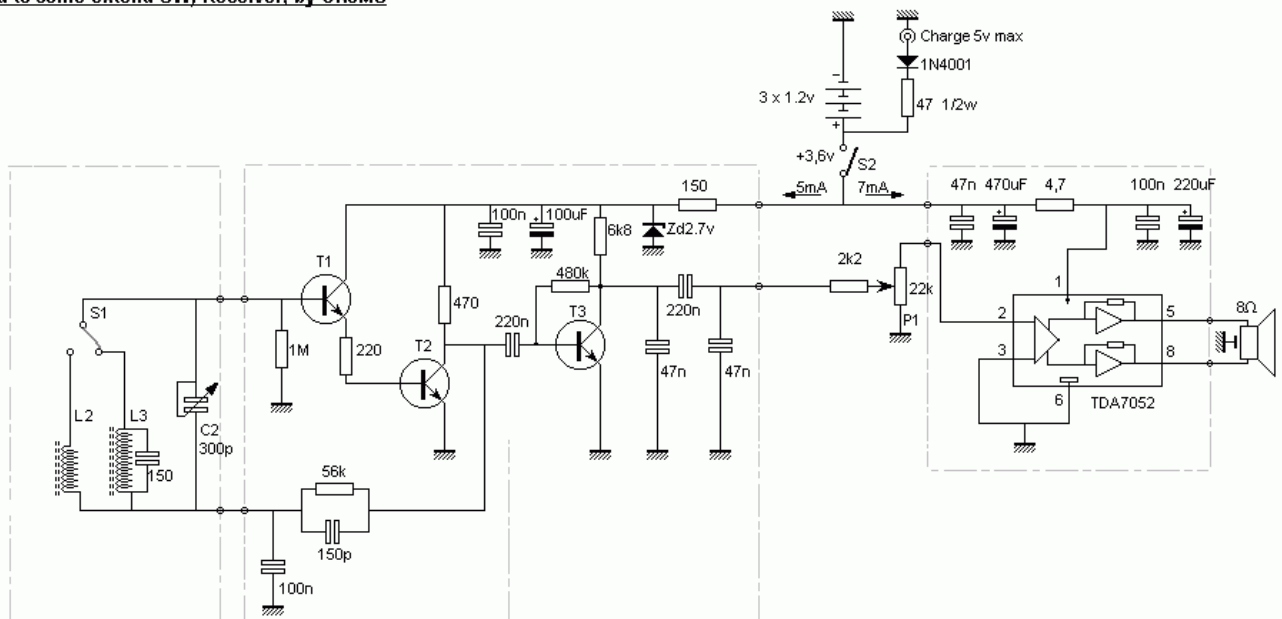 Charge 5v max
1N4001
3 x 1.2v
47 1/2w
+3,6v
S2
5mA
7mA
150
47n
470uF
4,7
100n
220uF
100n
100uF
6k8
Zd2.7v
T1
480k
2k2
1
S1
470
220n
T3
220n
22k
P1
2
5
8Ω
1M
220
T2
3
8
47n
47n
6
TDA7052
L2
L3
C2
300p
150
56k
150p
100n